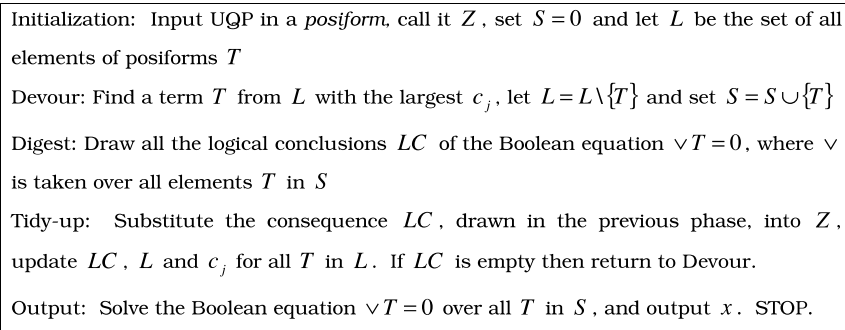 Initialization: Input UQP in a posiform, call it Z , set S = 0 and let L be the set of all
elements of posiforms T
Devour: Find a term T from L with the largest c_j , let L = L \ {T} and set S = S ∪ {T}
Digest: Draw all the logical conclusions LC of the Boolean equation ∨T = 0, where ∨
is taken over all elements T in S
Tidy-up: Substitute the consequence LC , drawn in the previous phase, into Z ,
update LC , L and c_j for all T in L . If LC is empty then return to Devour.
Output: Solve the Boolean equation ∨T = 0 over all T in S , and output x . STOP.